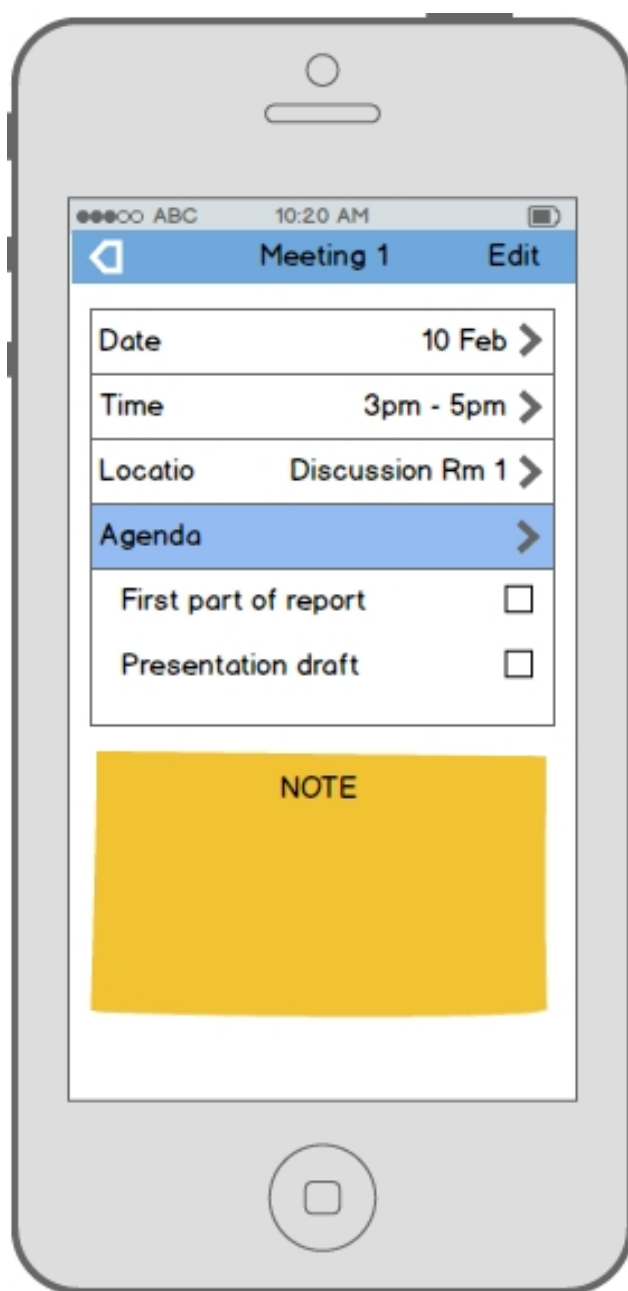 ABC 10:20 AM
Meeting 1 Edit
Date 10 Feb
Time 3pm - 5pm
Locatio Discussion Rm 1
Agenda
First part of report
Presentation draft
NOTE